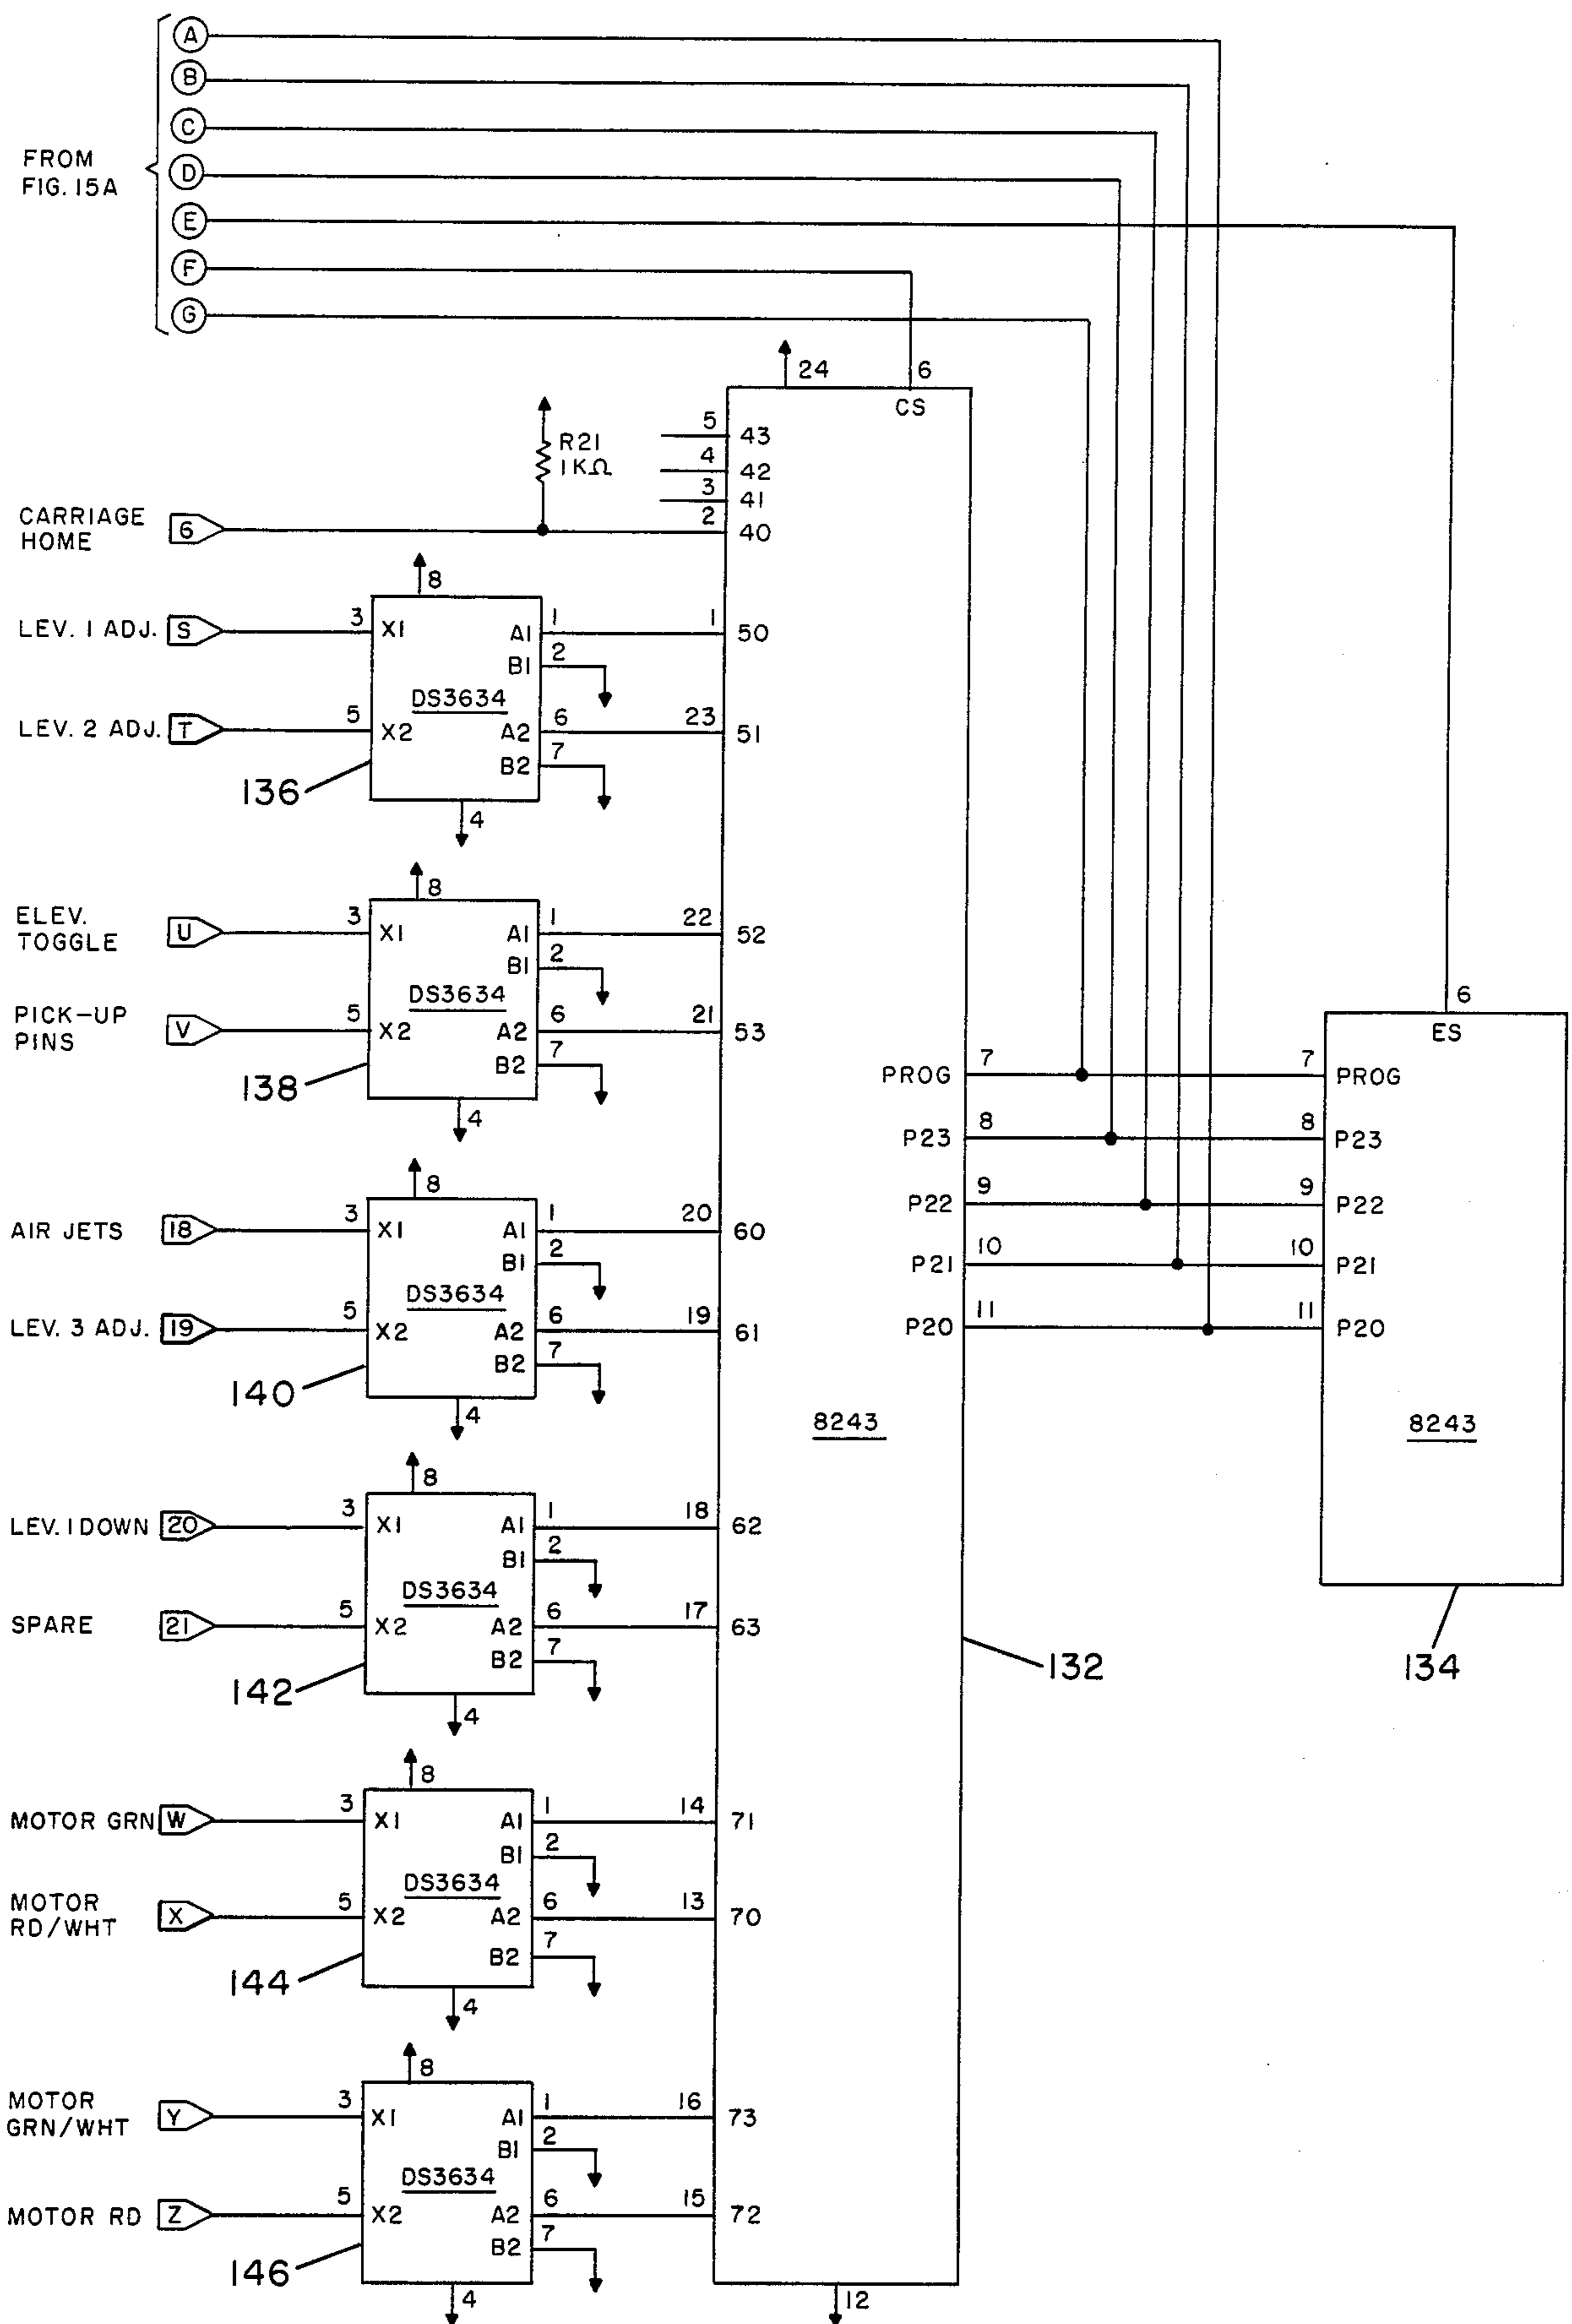 A
B
C
FROM
FIG. 15A
D
E
F
G
24
6
CS
R21
1KΩ
5
43
4
42
3
41
CARRIAGE
HOME
6
2
40
8
LEV. 1 ADJ.
S
3
X1
A1
1
1
50
B1
2
DS3634
LEV. 2 ADJ.
T
5
X2
A2
6
23
51
B2
7
136
4
8
ELEV.
TOGGLE
U
3
X1
A1
1
22
52
B1
2
DS3634
PICK-UP
PINS
V
5
X2
A2
6
21
53
B2
7
138
4
6
ES
PROG
7
7
PROG
P23
8
8
P23
P22
9
9
P22
P21
10
10
P21
P20
11
11
P20
8243
8243
132
134
8
AIR JETS
18
3
X1
A1
1
20
60
B1
2
DS3634
LEV. 3 ADJ.
19
5
X2
A2
6
19
61
B2
7
140
4
8
LEV. 1 DOWN
20
3
X1
A1
1
18
62
B1
2
DS3634
SPARE
21
5
X2
A2
6
17
63
B2
7
142
4
8
MOTOR GRN
W
3
X1
A1
1
14
71
B1
2
DS3634
MOTOR
RD/WHT
X
5
X2
A2
6
13
70
B2
7
144
4
8
MOTOR
GRN/WHT
Y
3
X1
A1
1
16
73
B1
2
DS3634
MOTOR RD
Z
5
X2
A2
6
15
72
B2
7
146
4
12